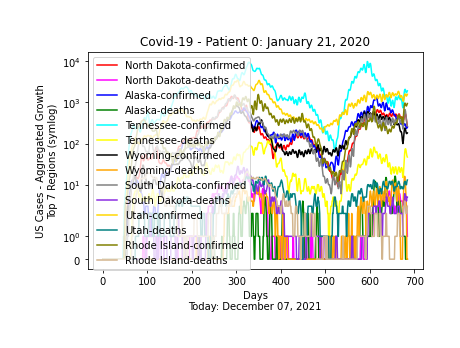 Covid-19 - Patient 0: January 21, 2020
US Cases - Aggregated Growth
Top 7 Regions (symlog)
10⁴
10³
10²
10¹
10⁰
0
North Dakota-confirmed
North Dakota-deaths
Alaska-confirmed
Alaska-deaths
Tennessee-confirmed
Tennessee-deaths
Wyoming-confirmed
Wyoming-deaths
South Dakota-confirmed
South Dakota-deaths
Utah-confirmed
Utah-deaths
Rhode Island-confirmed
Rhode Island-deaths
0 100 200 300 400 500 600 700
Days
Today: December 07, 2021